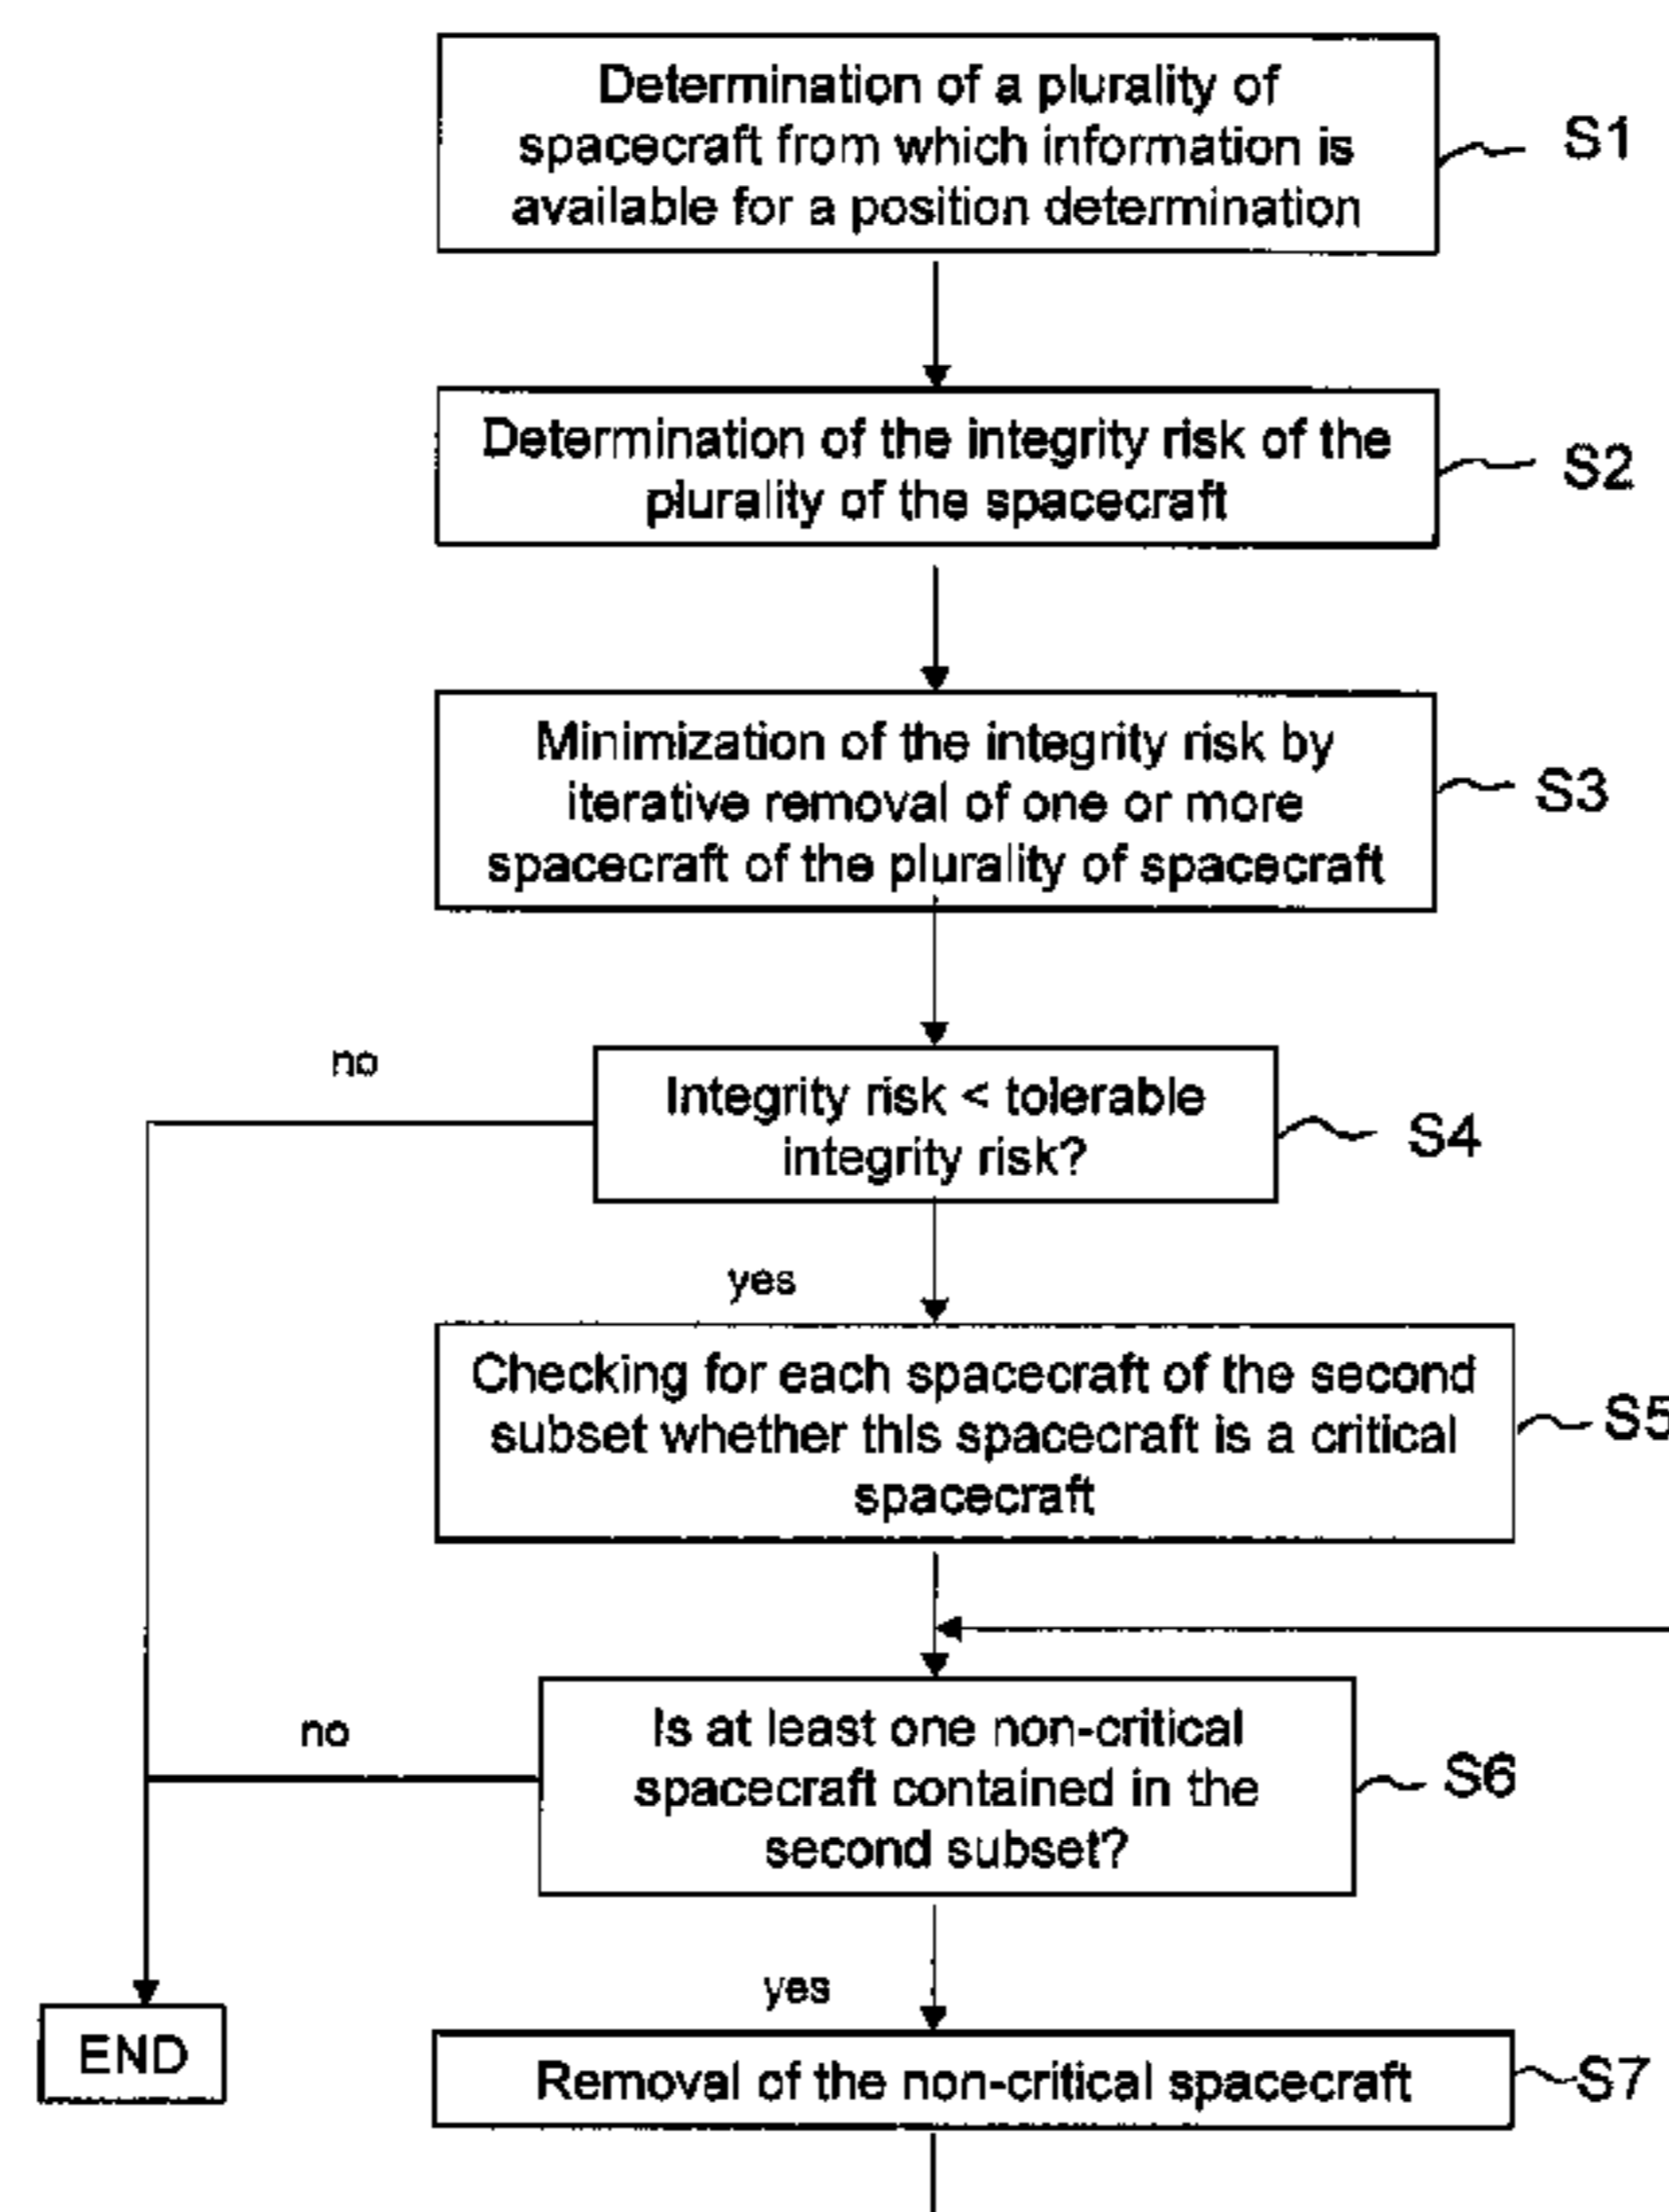 Determination of a plurality of
spacecraft from which information is
available for a position determination
S1
Determination of the integrity risk of the
plurality of the spacecraft
S2
Minimization of the integrity risk by
iterative removal of one or more
spacecraft of the plurality of spacecraft
S3
no
Integrity risk < tolerable
integrity risk?
S4
yes
Checking for each spacecraft of the second
subset whether this spacecraft is a critical
spacecraft
S5
no
Is at least one non-critical
spacecraft contained in the
second subset?
S6
yes
END
Removal of the non-critical spacecraft
S7